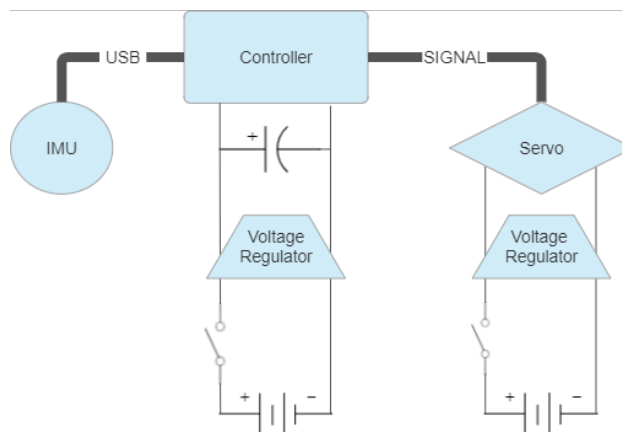 USB
Controller
SIGNAL
+
IMU
Servo
Voltage
Regulator
Voltage
Regulator
+ −
+ −